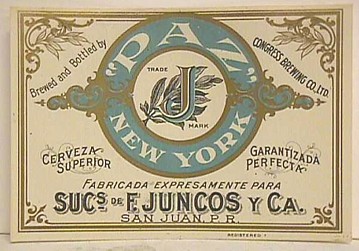 Brewed and Bottled by
"PAZ"
CONGRESS BREWING CO., LTD.
TRADE
J
MARK
NEW YORK
CERVEZA
SUPERIOR
GARANTIZADA
PERFECTA
FABRICADA EXPRESAMENTE PARA
SUCS DE F. JUNCOS Y CA.
SAN JUAN, P.R.
REGISTERED